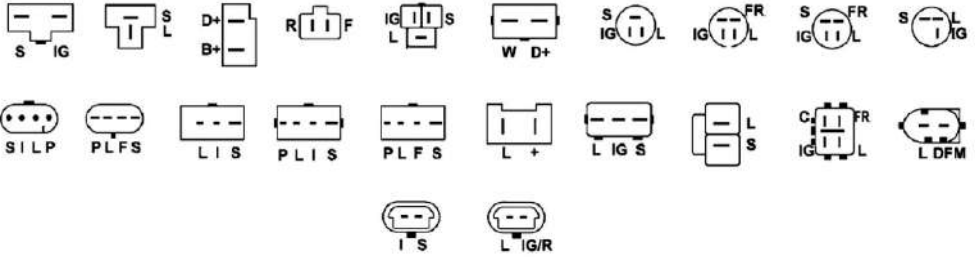 S IG
S
L
D+
B+
R F
IG S
L
W D+
S
IG L
FR
IG L
S FR
IG L
S L
IG
S I L P
P L F S
L I S
P L I S
P L F S
L +
L IG S
L
S
C FR
IG L
L DFM
I S
L IG/R